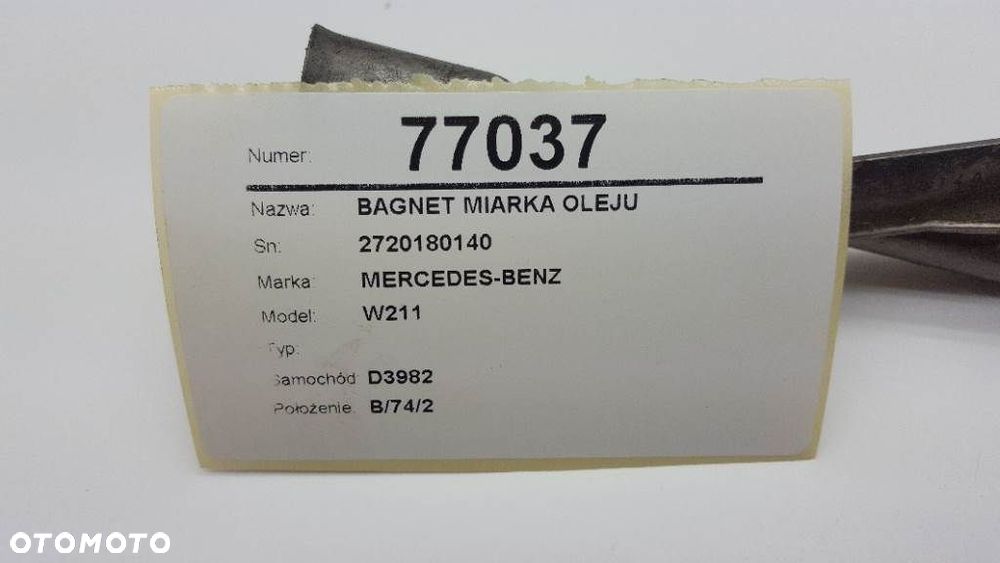 Numer: 77037
Nazwa: BAGNET MIARKA OLEJU
Sn: 2720180140
Marka: MERCEDES-BENZ
Model: W211
Typ:
Samochód D3982
Położenie. B/74/2
OTOMOTO